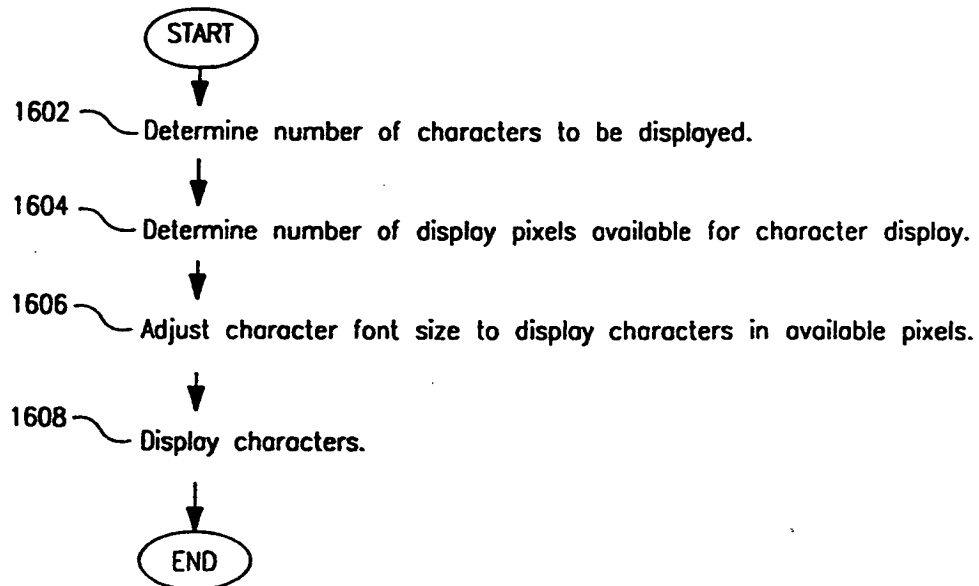 START
1602 Determine number of characters to be displayed.
1604 Determine number of display pixels available for character display.
1606 Adjust character font size to display characters in available pixels.
1608 Display characters.
END